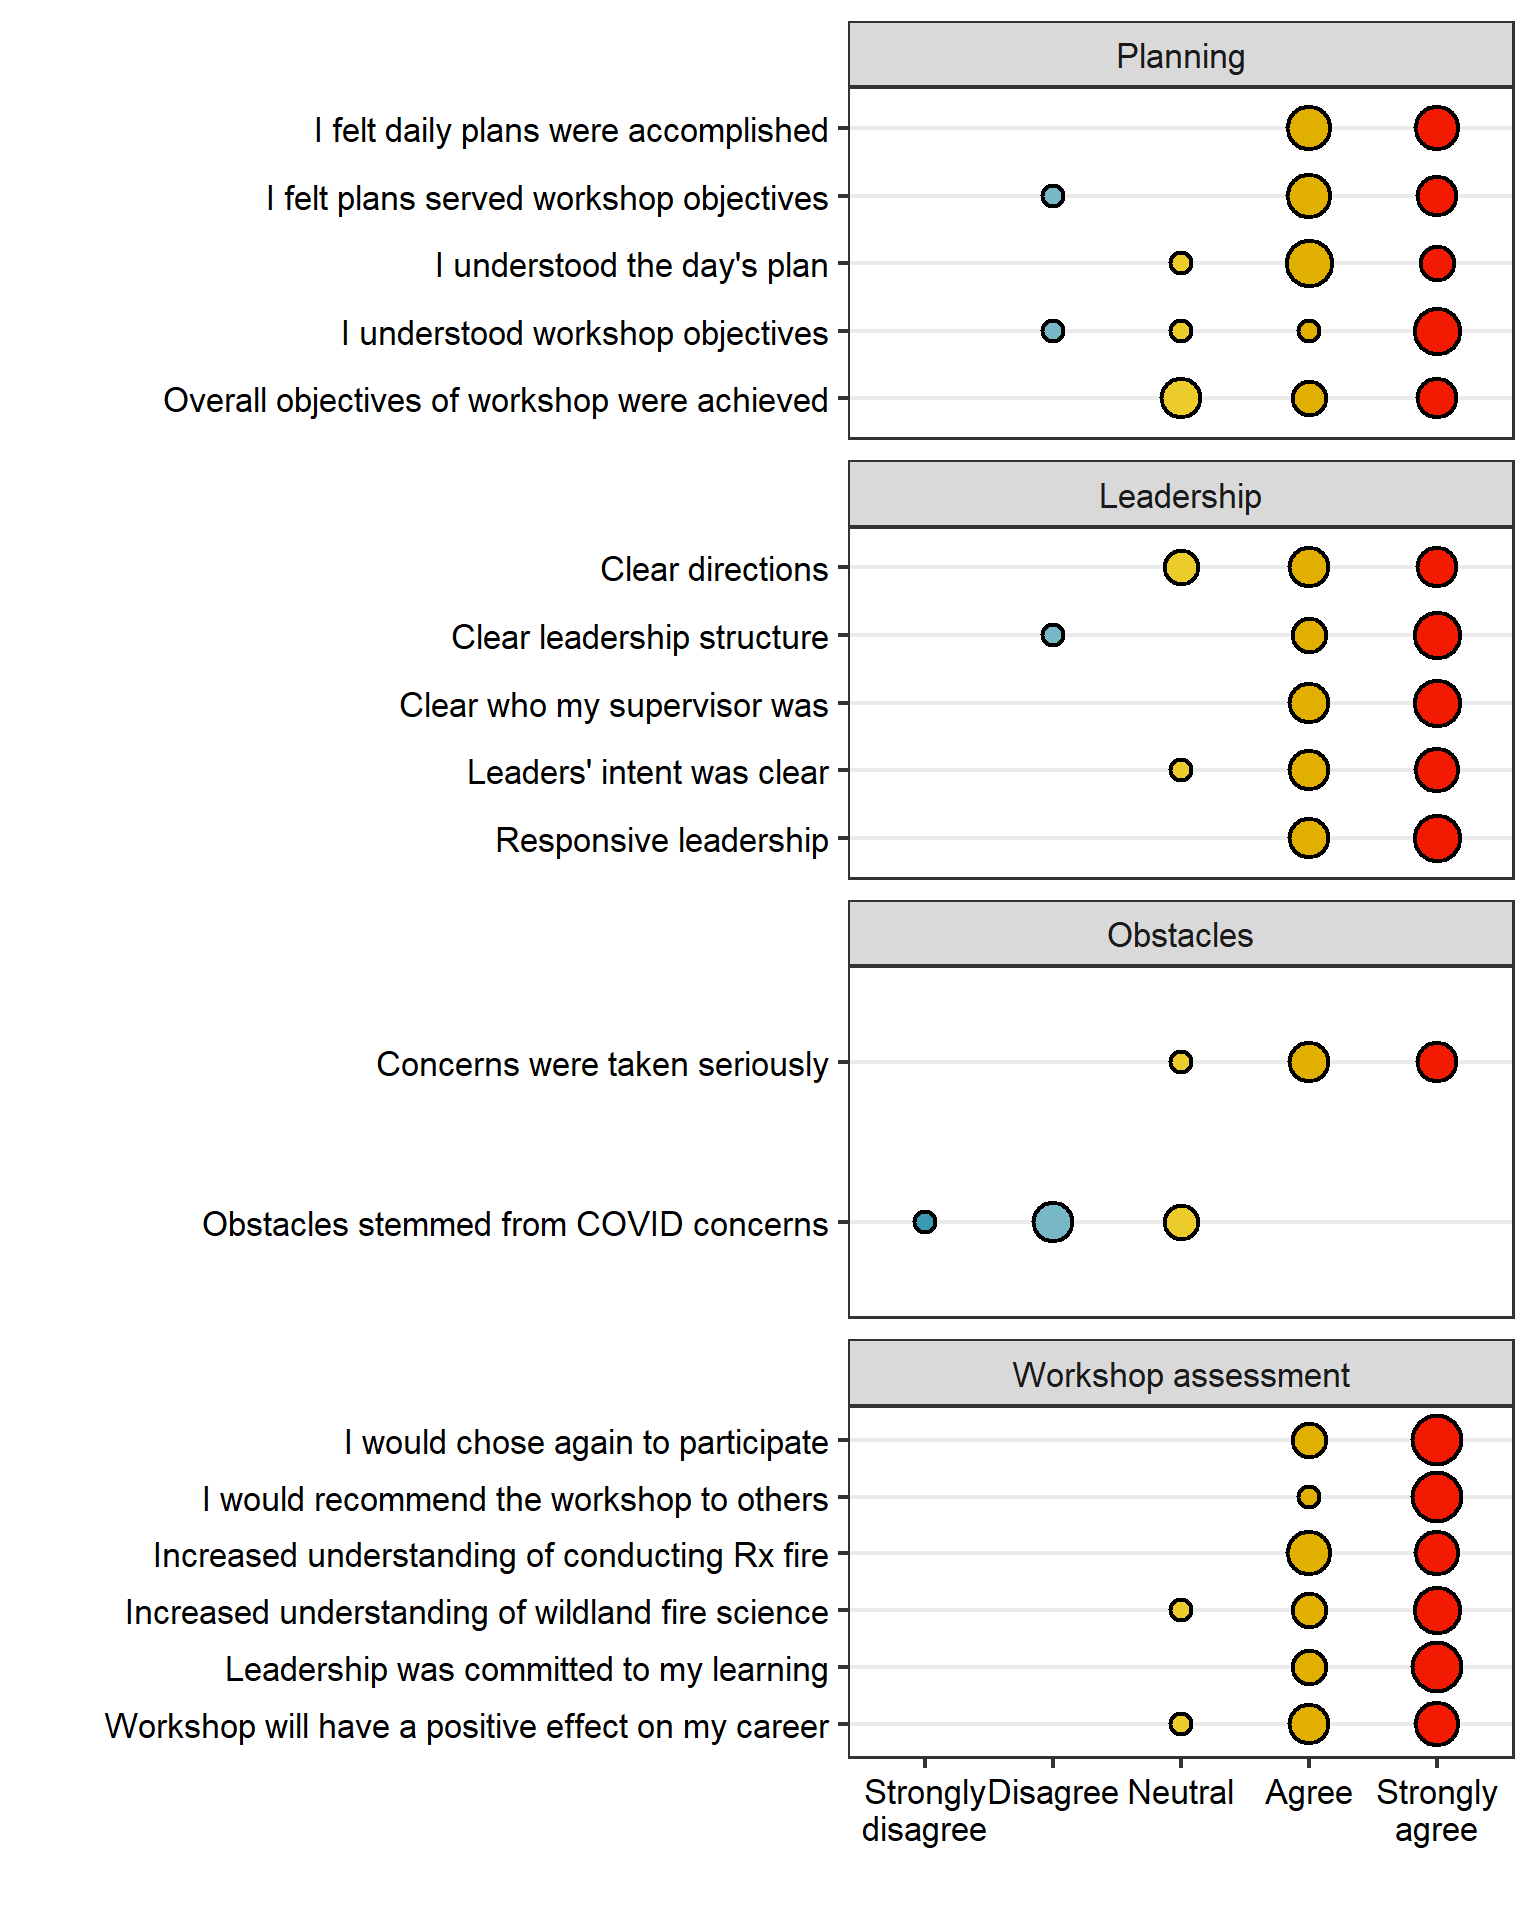 Planning
I felt daily plans were accomplished
I felt plans served workshop objectives
I understood the day's plan
I understood workshop objectives
Overall objectives of workshop were achieved
Leadership
Clear directions
Clear leadership structure
Clear who my supervisor was
Leaders' intent was clear
Responsive leadership
Obstacles
Concerns were taken seriously
Obstacles stemmed from COVID concerns
Workshop assessment
I would chose again to participate
I would recommend the workshop to others
Increased understanding of conducting Rx fire
Increased understanding of wildland fire science
Leadership was committed to my learning
Workshop will have a positive effect on my career
Strongly Disagree Neutral Agree Strongly
disagree agree